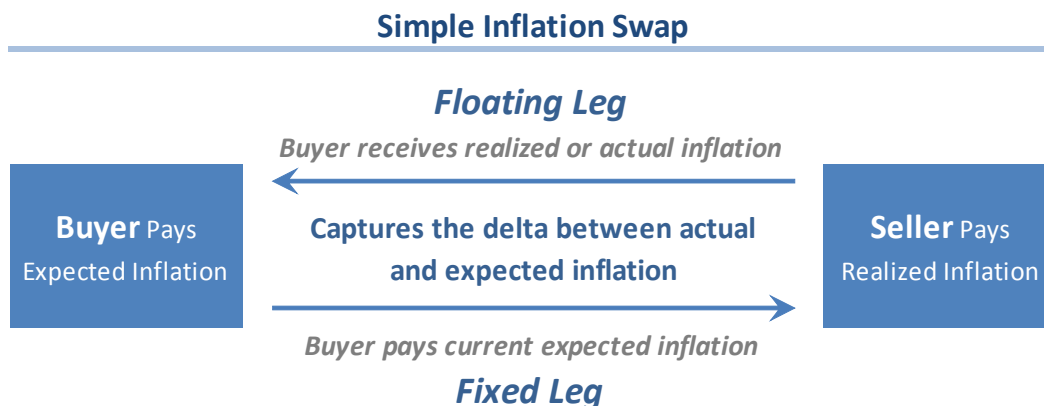 Simple Inflation Swap
Floating Leg
Buyer receives realized or actual inflation
Buyer Pays
Expected Inflation
Captures the delta between actual
and expected inflation
Seller Pays
Realized Inflation
Buyer pays current expected inflation
Fixed Leg